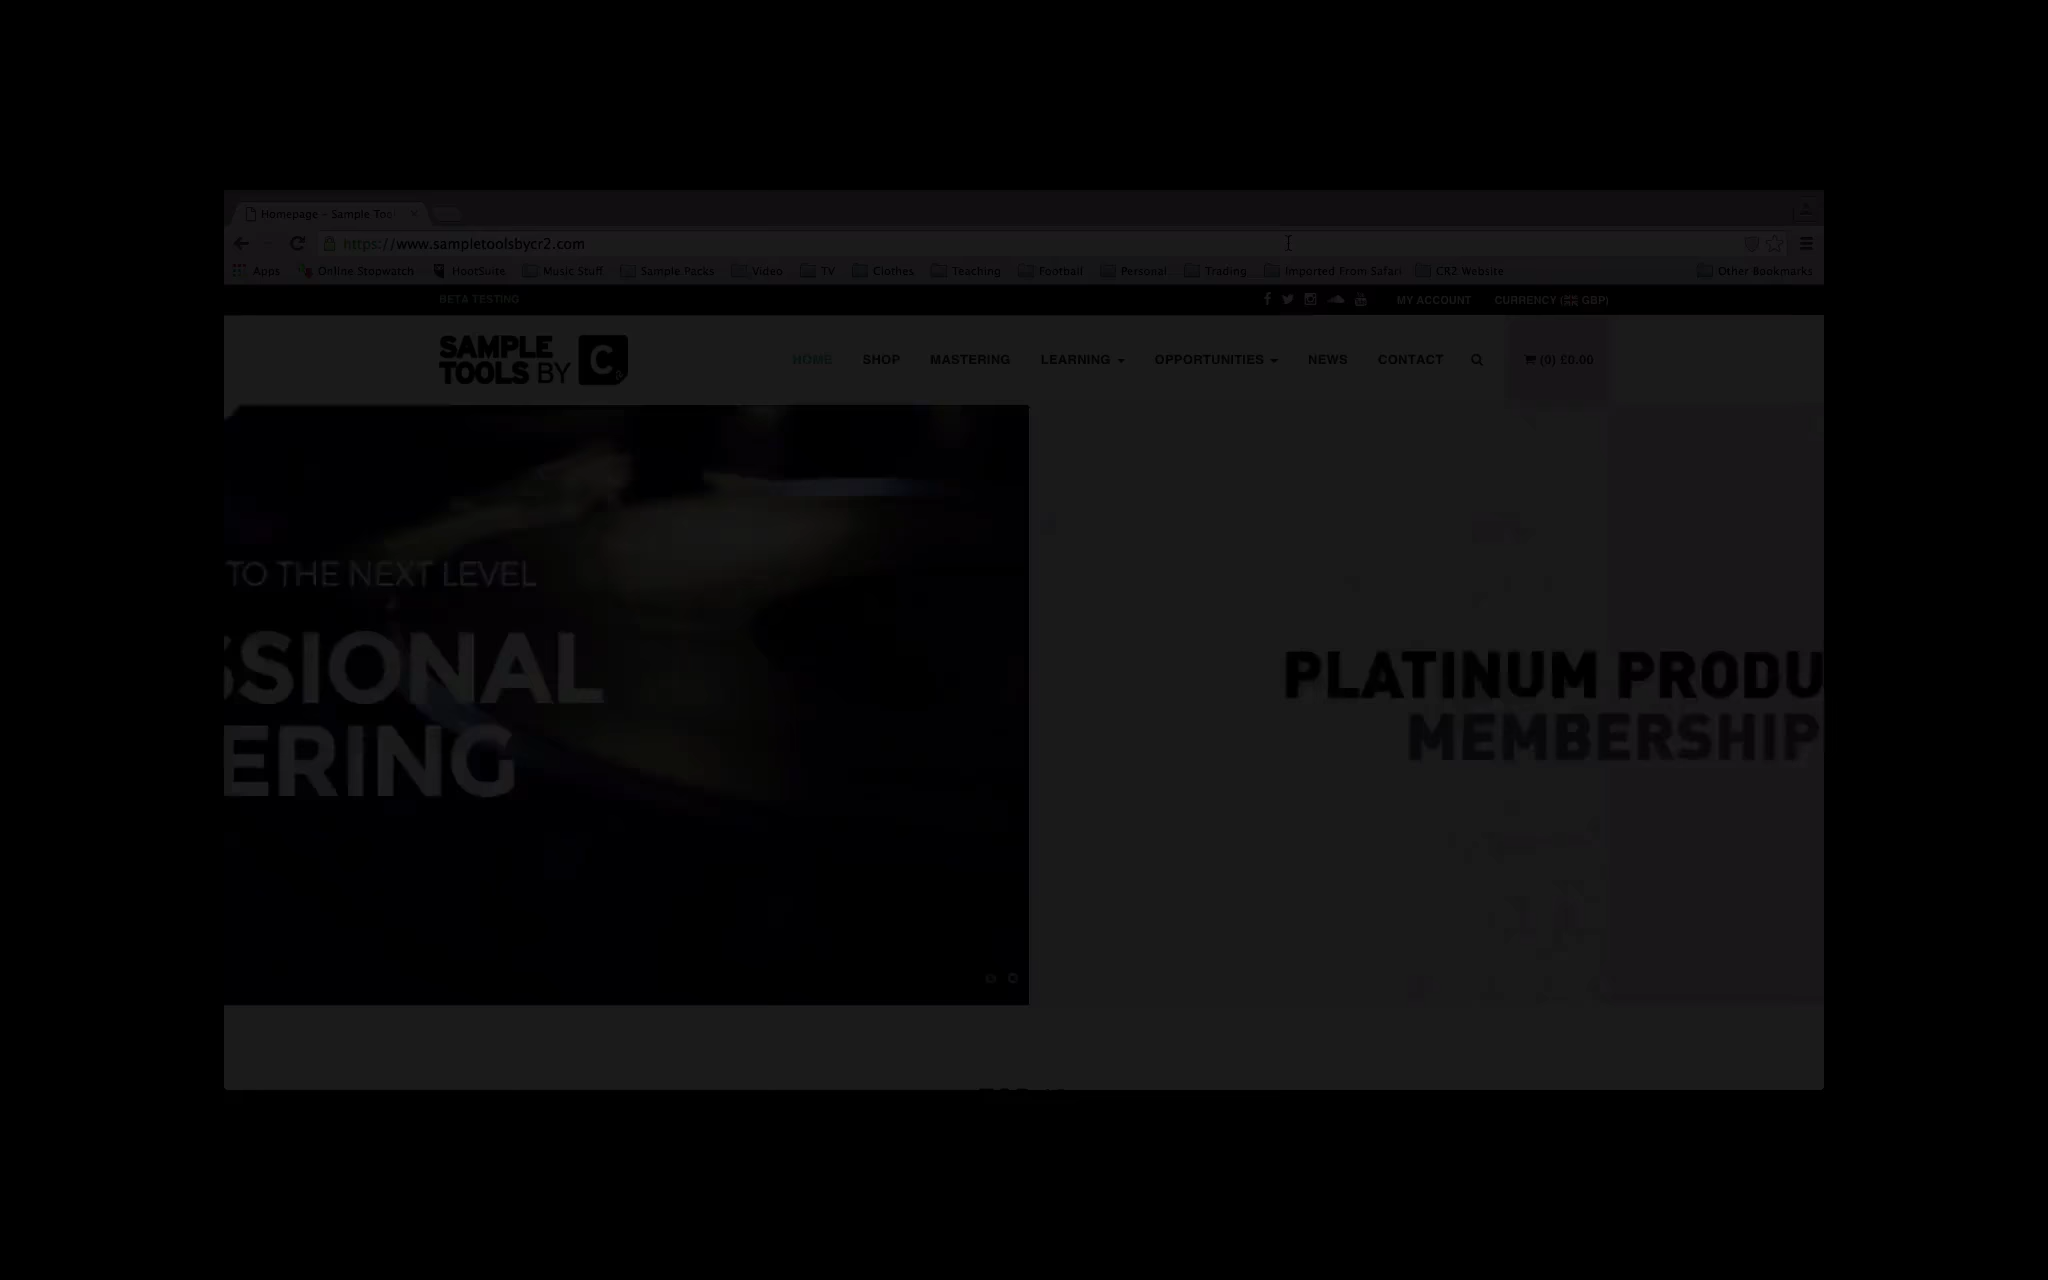 Homepage – Sample Too
https://www.sampletoolsbycr2.com
Apps Online Stopwatch HootSuite Music Stuff Sample Packs Video TV Clothes Teaching Football Personal Trading Imported From Safari CR2 Website Other Bookmarks
BETA TESTING MY ACCOUNT CURRENCY ( GBP)
SAMPLE
TOOLS BY C2
HOME SHOP MASTERING LEARNING OPPORTUNITIES NEWS CONTACT (0) £0.00
TO THE NEXT LEVEL
SSIONAL
ERING
PLATINUM PRODU
MEMBERSHIP